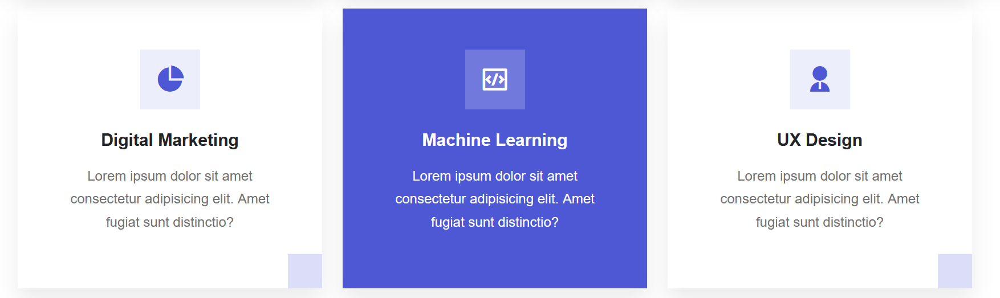 Digital Marketing
Lorem ipsum dolor sit amet
consectetur adipisicing elit. Amet
fugiat sunt distinctio?
Machine Learning
Lorem ipsum dolor sit amet
consectetur adipisicing elit. Amet
fugiat sunt distinctio?
UX Design
Lorem ipsum dolor sit amet
consectetur adipisicing elit. Amet
fugiat sunt distinctio?